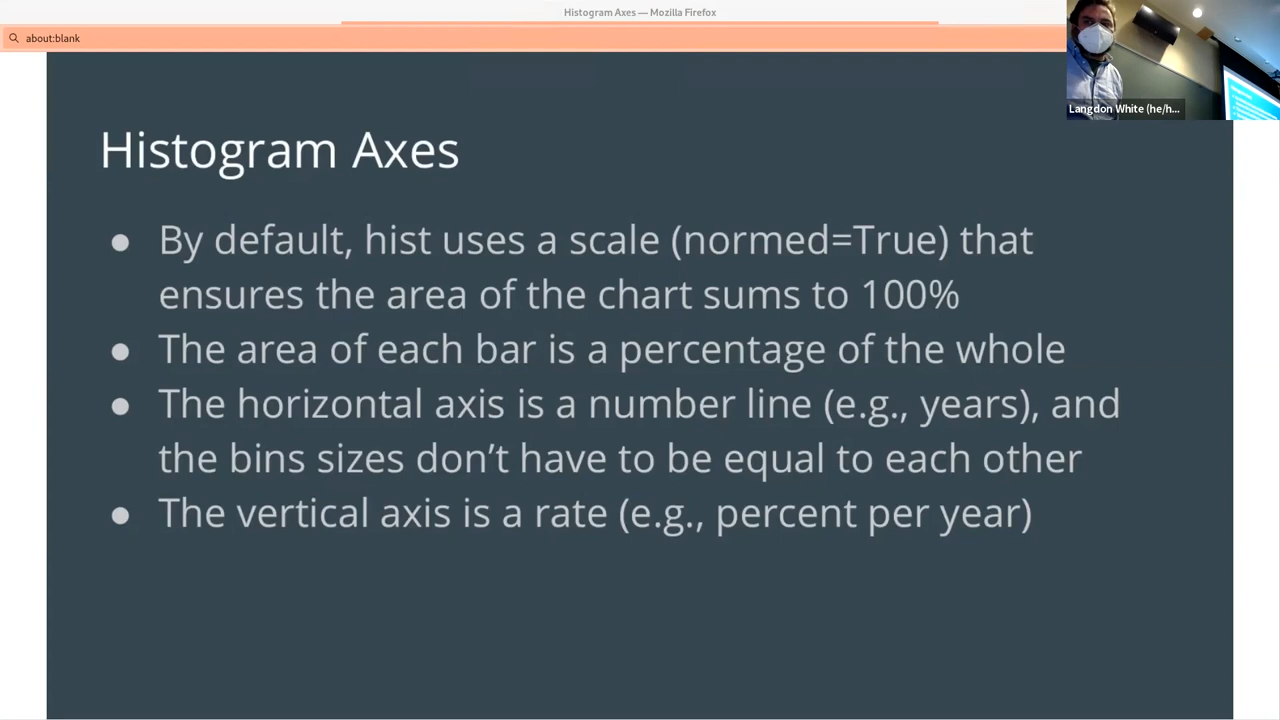 Histogram Axes — Mozilla Firefox
about:blank
Langdon White (he/h...
Histogram Axes
● By default, hist uses a scale (normed=True) that
ensures the area of the chart sums to 100%
● The area of each bar is a percentage of the whole
● The horizontal axis is a number line (e.g., years), and
the bins sizes don’t have to be equal to each other
● The vertical axis is a rate (e.g., percent per year)